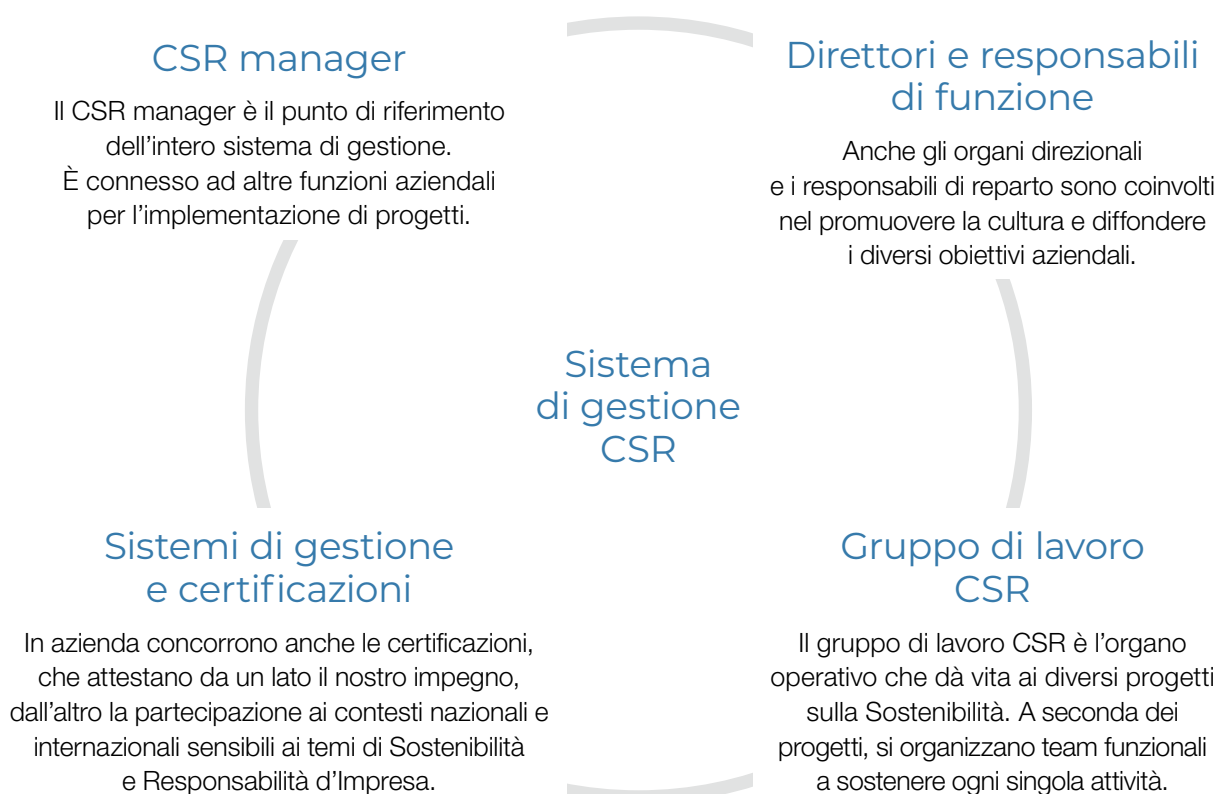 CSR manager
Il CSR manager è il punto di riferimento
dell'intero sistema di gestione.
È connesso ad altre funzioni aziendali
per l'implementazione di progetti.
Direttori e responsabili
di funzione
Anche gli organi direzionali
e i responsabili di reparto sono coinvolti
nel promuovere la cultura e diffondere
i diversi obiettivi aziendali.
Sistema
di gestione
CSR
Sistemi di gestione
e certificazioni
In azienda concorrono anche le certificazioni,
che attestano da un lato il nostro impegno,
dall'altro la partecipazione ai contesti nazionali e
internazionali sensibili ai temi di Sostenibilità
e Responsabilità d'Impresa.
Gruppo di lavoro
CSR
Il gruppo di lavoro CSR è l'organo
operativo che dà vita ai diversi progetti
sulla Sostenibilità. A seconda dei
progetti, si organizzano team funzionali
a sostenere ogni singola attività.